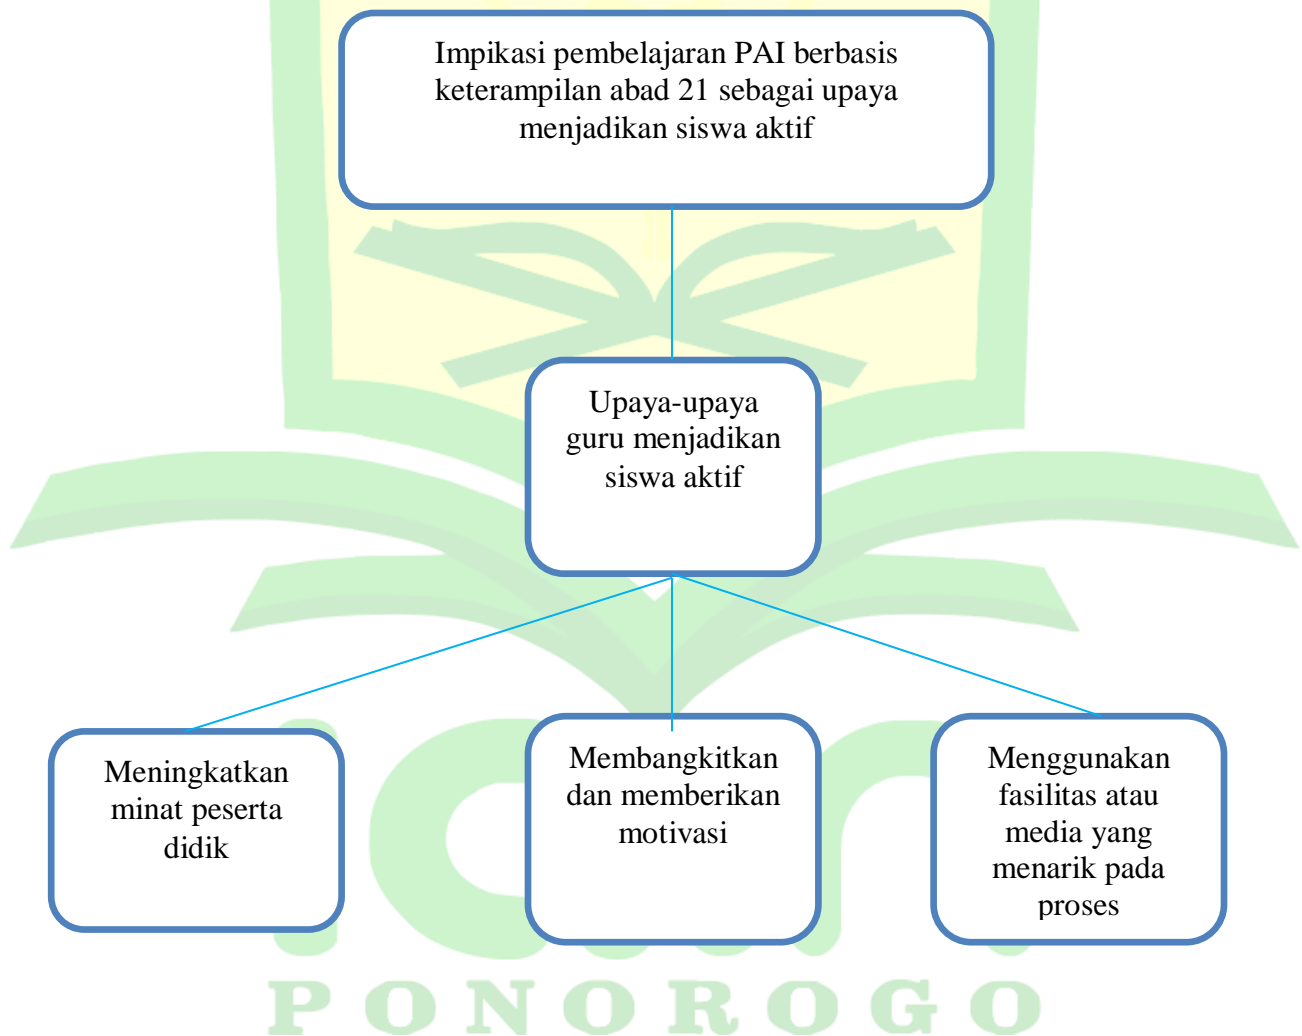 Impikasi pembelajaran PAI berbasis
keterampilan abad 21 sebagai upaya
menjadikan siswa aktif
Upaya-upaya
guru menjadikan
siswa aktif
Meningkatkan
minat peserta
didik
Membangkitkan
dan memberikan
motivasi
Menggunakan
fasilitas atau
media yang
menarik pada
proses
PONOROGO